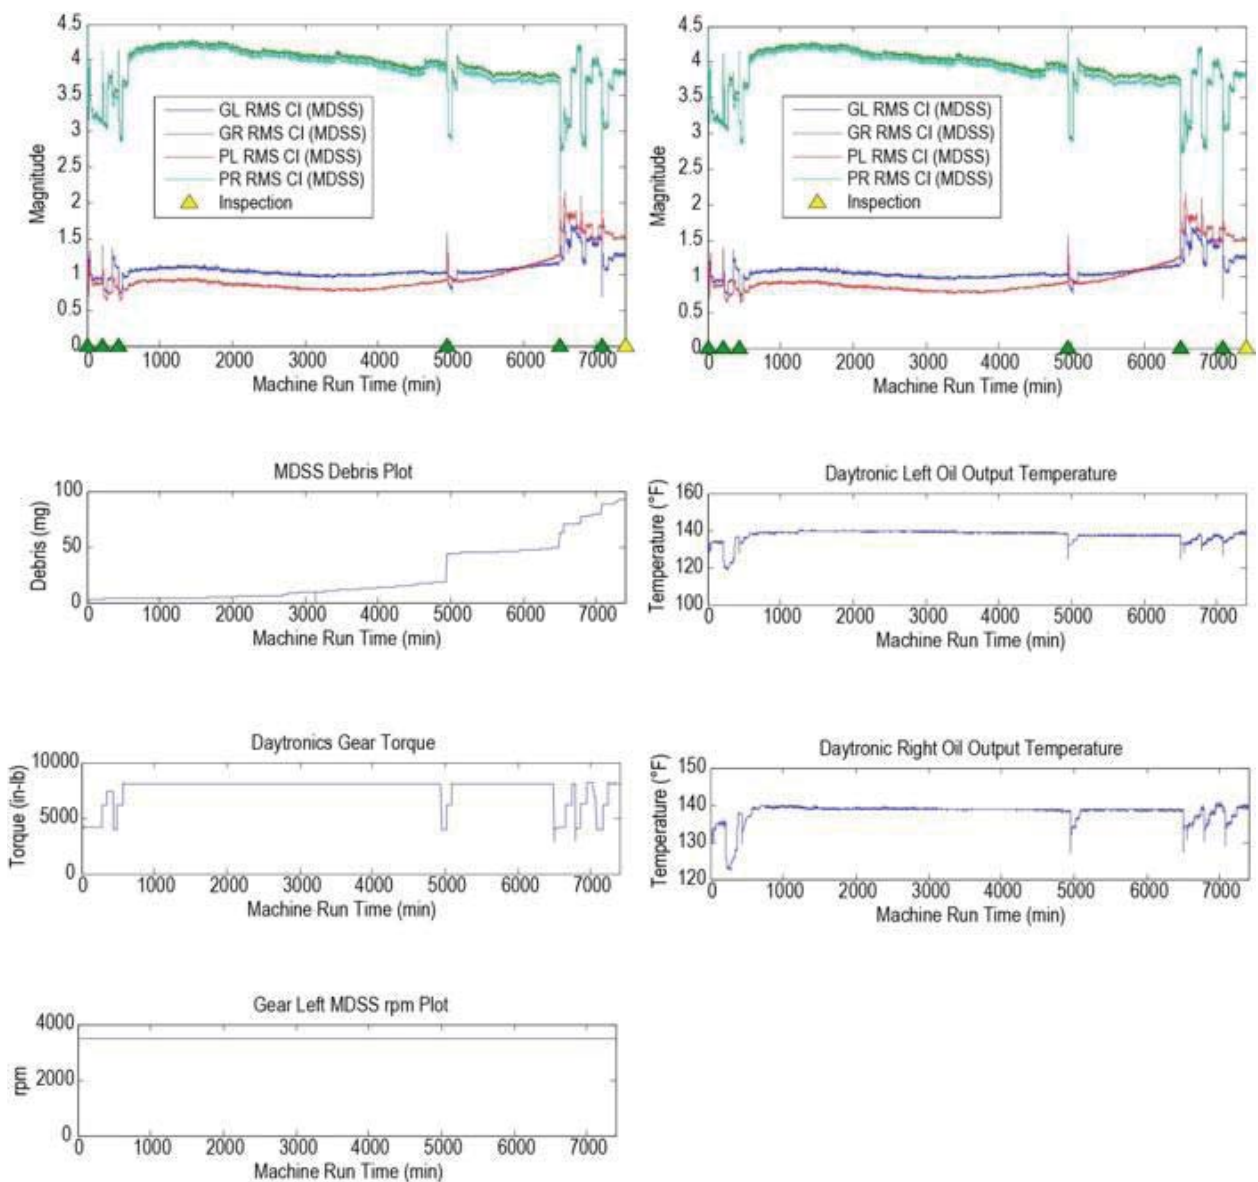 4.5
4
3.5
3
2.5
2
1.5
1
0.5
0
Magnitude
GL RMS CI (MDSS)
GR RMS CI (MDSS)
PL RMS CI (MDSS)
PR RMS CI (MDSS)
Inspection
0 1000 2000 3000 4000 5000 6000 7000
Machine Run Time (min)
4.5
4
3.5
3
2.5
2
1.5
1
0.5
0
Magnitude
GL RMS CI (MDSS)
GR RMS CI (MDSS)
PL RMS CI (MDSS)
PR RMS CI (MDSS)
Inspection
0 1000 2000 3000 4000 5000 6000 7000
Machine Run Time (min)
MDSS Debris Plot
100
50
0
Debris (mg)
0 1000 2000 3000 4000 5000 6000 7000
Machine Run Time (min)
Daytronic Left Oil Output Temperature
160
140
120
100
Temperature (°F)
0 1000 2000 3000 4000 5000 6000 7000
Machine Run Time (min)
Daytronics Gear Torque
10000
5000
0
Torque (in-lb)
0 1000 2000 3000 4000 5000 6000 7000
Machine Run Time (min)
Daytronic Right Oil Output Temperature
150
140
130
120
Temperature (°F)
0 1000 2000 3000 4000 5000 6000 7000
Machine Run Time (min)
Gear Left MDSS rpm Plot
4000
2000
0
rpm
0 1000 2000 3000 4000 5000 6000 7000
Machine Run Time (min)